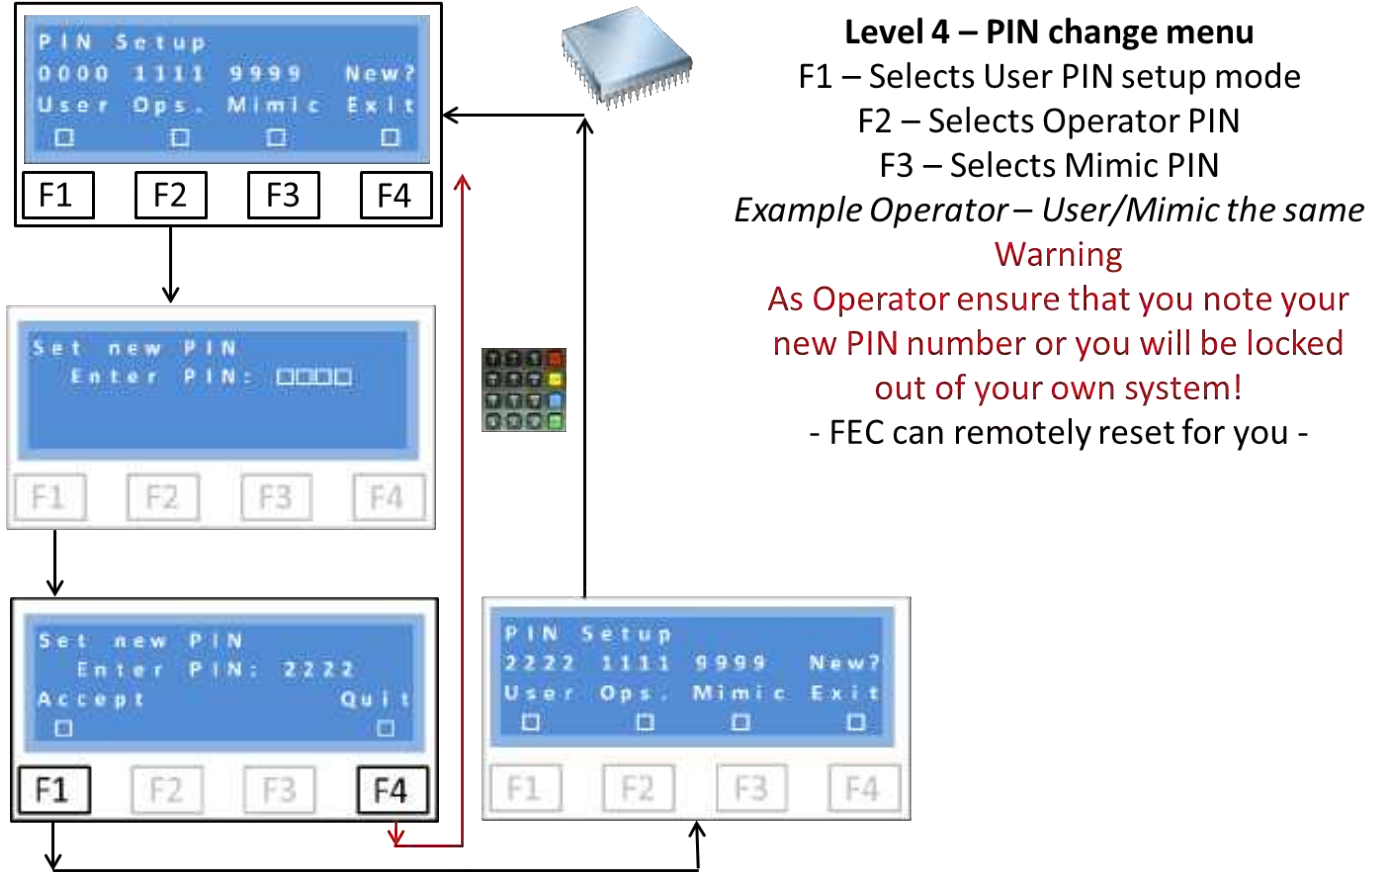 PIN Setup
0000 1111 9999 New?
User Ops. Mimic Exit
F1 F2 F3 F4
Set new PIN
Enter PIN:
F1 F2 F3 F4
Set new PIN
Enter PIN: 2222
Accept Quit
F1 F2 F3 F4
PIN Setup
2222 1111 9999 New?
User Ops. Mimic Exit
F1 F2 F3 F4
Level 4 – PIN change menu
F1 – Selects User PIN setup mode
F2 – Selects Operator PIN
F3 – Selects Mimic PIN
Example Operator – User/Mimic the same
Warning
As Operator ensure that you note your
new PIN number or you will be locked
out of your own system!
- FEC can remotely reset for you -